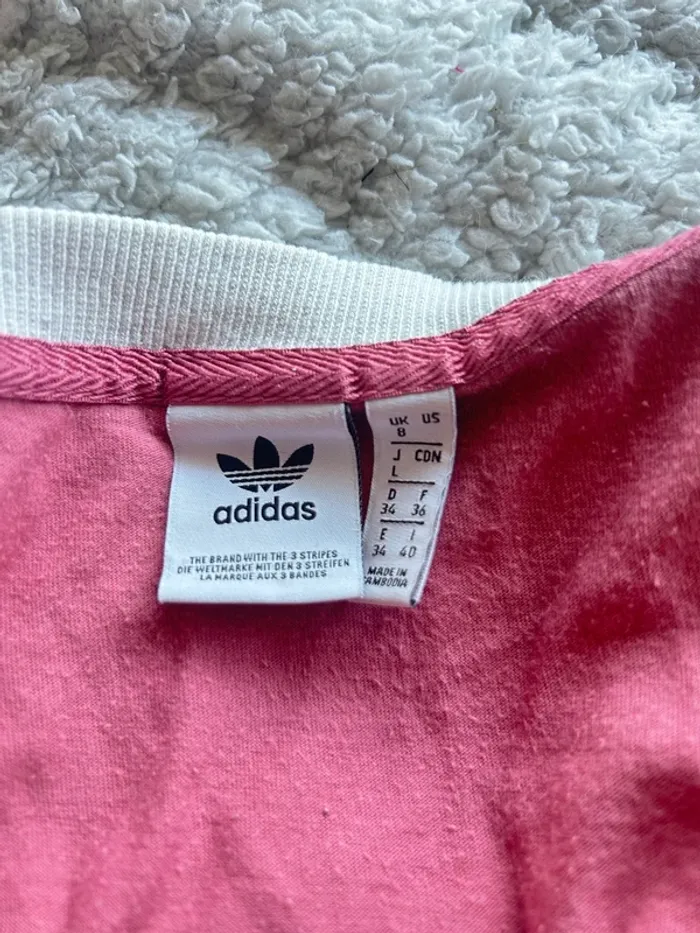 adidas
THE BRAND WITH THE 3 STRIPES
DIE WELTMARKE MIT DEN 3 STREIFEN
LA MARQUE AUX 3 BANDES
UK US
8
J CDN
L
D F
34 36
E I
34 40
MADE IN
CAMBODIA